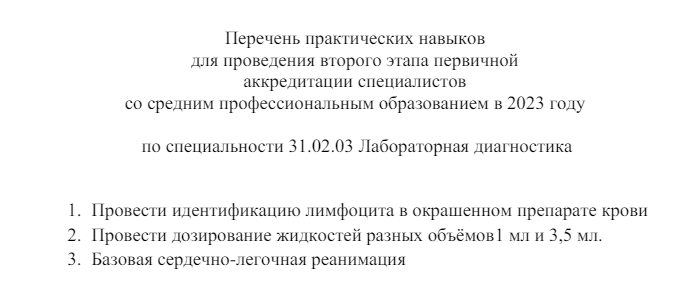 Перечень практических навыков
для проведения второго этапа первичной
аккредитации специалистов
со средним профессиональным образованием в 2023 году
по специальности 31.02.03 Лабораторная диагностика
1. Провести идентификацию лимфоцита в окрашенном препарате крови
2. Провести дозирование жидкостей разных объёмов1 мл и 3,5 мл.
3. Базовая сердечно-легочная реанимация